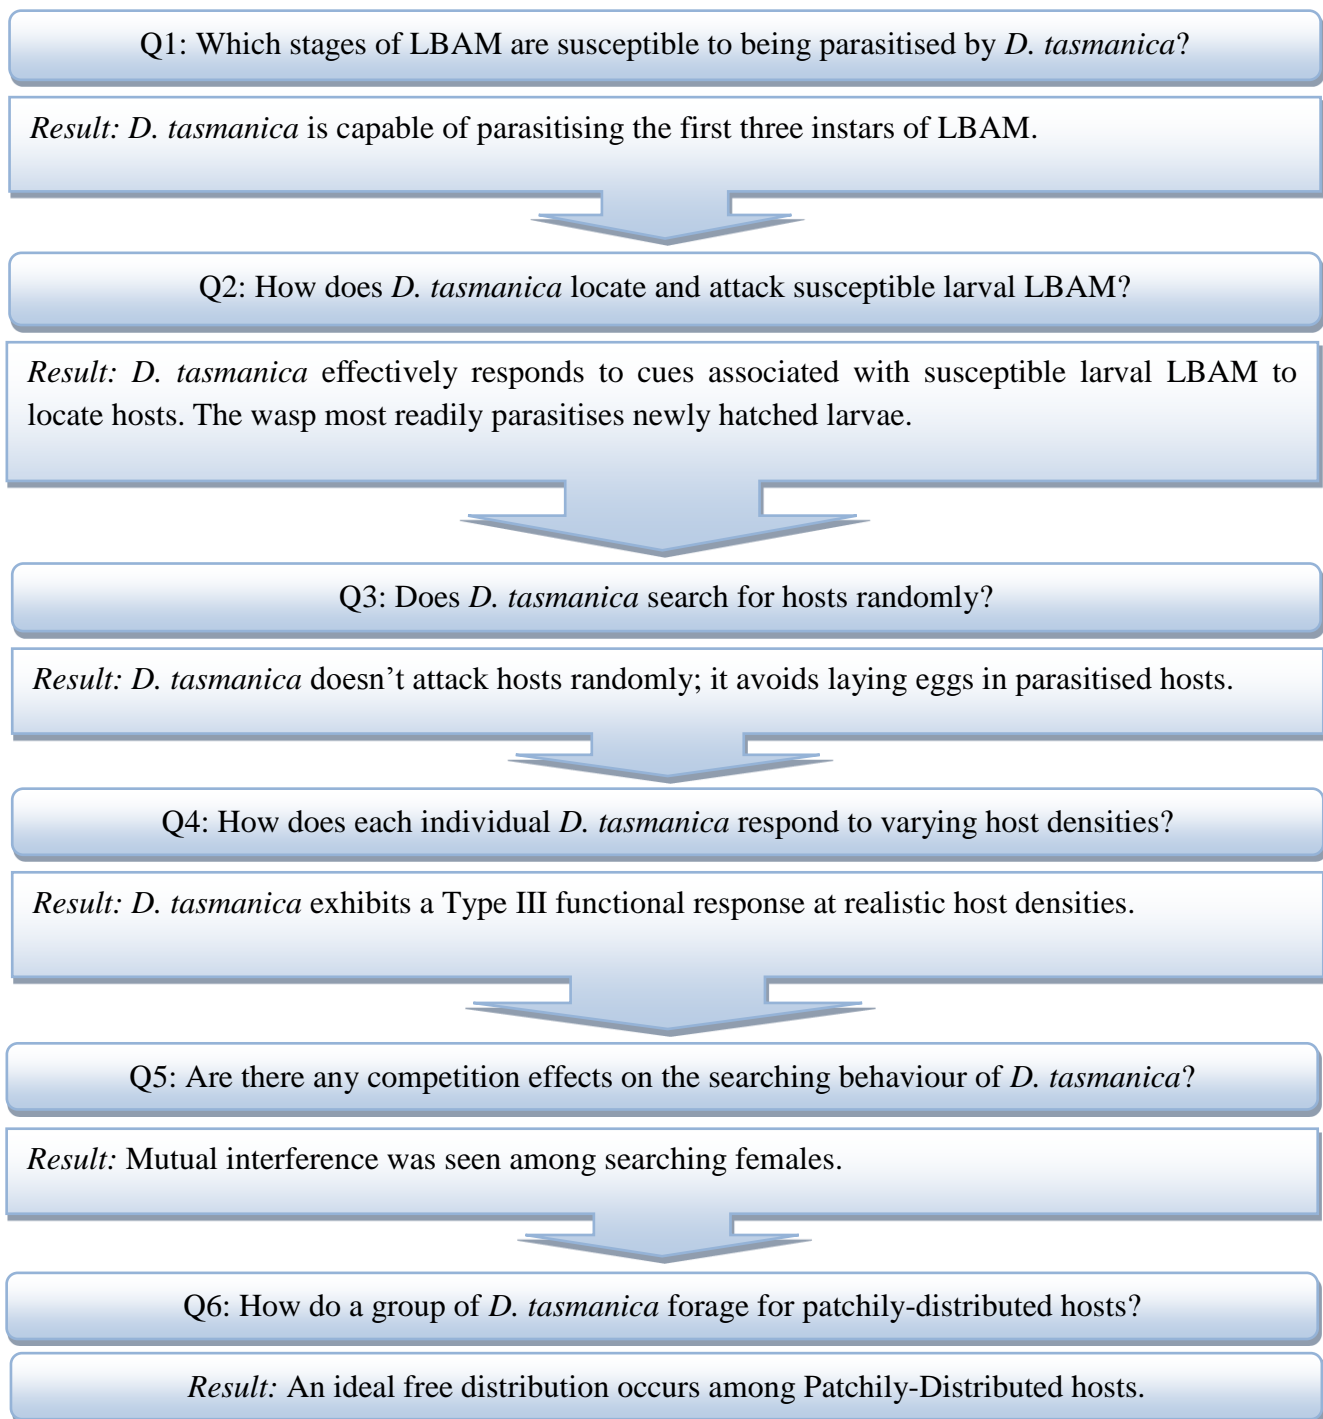 Q1: Which stages of LBAM are susceptible to being parasitised by D. tasmanica?
Result: D. tasmanica is capable of parasitising the first three instars of LBAM.
Q2: How does D. tasmanica locate and attack susceptible larval LBAM?
Result: D. tasmanica effectively responds to cues associated with susceptible larval LBAM to
locate hosts. The wasp most readily parasitises newly hatched larvae.
Q3: Does D. tasmanica search for hosts randomly?
Result: D. tasmanica doesn’t attack hosts randomly; it avoids laying eggs in parasitised hosts.
Q4: How does each individual D. tasmanica respond to varying host densities?
Result: D. tasmanica exhibits a Type III functional response at realistic host densities.
Q5: Are there any competition effects on the searching behaviour of D. tasmanica?
Result: Mutual interference was seen among searching females.
Q6: How do a group of D. tasmanica forage for patchily-distributed hosts?
Result: An ideal free distribution occurs among Patchily-Distributed hosts.